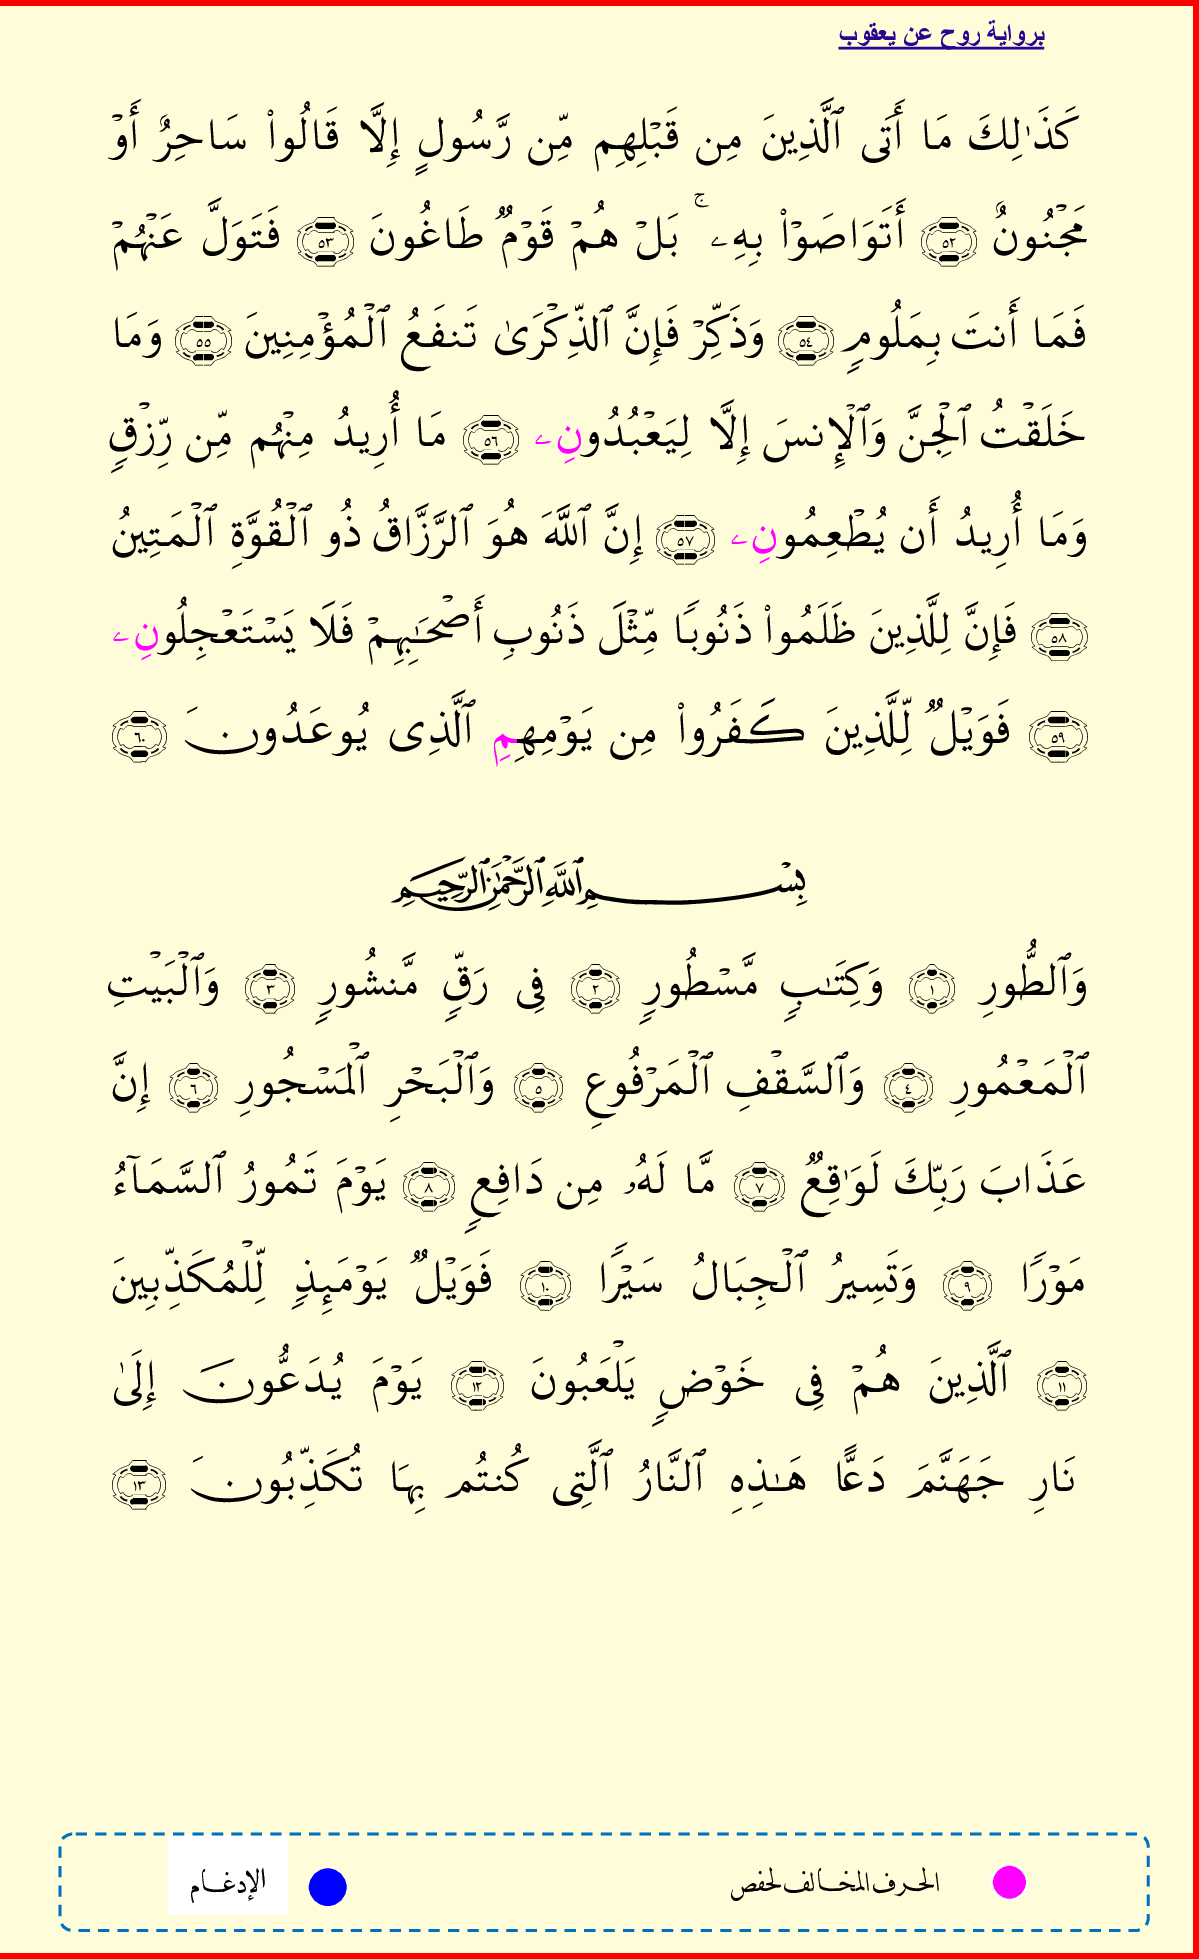 برواية روح عن يعقوب
كَذَٰلِكَ مَا أَتَى ٱلَّذِينَ مِن قَبْلِهِم مِّن رَّسُولٍ إِلَّا قَالُوا۟ سَاحِرٌ أَوْ
مَجْنُونٌ ٥٢ أَتَوَاصَوْا۟ بِهِۦ ۚ بَلْ هُمْ قَوْمٌ طَاغُونَ ٥٣ فَتَوَلَّ عَنْهُمْ
فَمَا أَنتَ بِمَلُومٍ ٥٤ وَذَكِّرْ فَإِنَّ ٱلذِّكْرَىٰ تَنفَعُ ٱلْمُؤْمِنِينَ ٥٥ وَمَا
خَلَقْتُ ٱلْجِنَّ وَٱلْإِنسَ إِلَّا لِيَعْبُدُونِۦ ٥٦ مَا أُرِيدُ مِنْهُم مِّن رِّزْقٍ
وَمَا أُرِيدُ أَن يُطْعِمُونِۦ ٥٧ إِنَّ ٱللَّهَ هُوَ ٱلرَّزَّاقُ ذُو ٱلْقُوَّةِ ٱلْمَتِينُ
٥٨ فَإِنَّ لِلَّذِينَ ظَلَمُوا۟ ذَنُوبًا مِّثْلَ ذَنُوبِ أَصْحَـٰبِهِمْ فَلَا يَسْتَعْجِلُونِۦ
٥٩ فَوَيْلٌ لِّلَّذِينَ كَفَرُوا۟ مِن يَوْمِهِمِ ٱلَّذِى يُوعَدُونَ ٦٠
بِسْمِ ٱللَّهِ ٱلرَّحْمَـٰنِ ٱلرَّحِيمِ
وَٱلطُّورِ ١ وَكِتَـٰبٍ مَّسْطُورٍ ٢ فِى رَقٍّ مَّنشُورٍ ٣ وَٱلْبَيْتِ
ٱلْمَعْمُورِ ٤ وَٱلسَّقْفِ ٱلْمَرْفُوعِ ٥ وَٱلْبَحْرِ ٱلْمَسْجُورِ ٦ إِنَّ
عَذَابَ رَبِّكَ لَوَٰقِعٌ ٧ مَّا لَهُۥ مِن دَافِعٍ ٨ يَوْمَ تَمُورُ ٱلسَّمَآءُ
مَوْرًا ٩ وَتَسِيرُ ٱلْجِبَالُ سَيْرًا ١٠ فَوَيْلٌ يَوْمَئِذٍ لِّلْمُكَذِّبِينَ
١١ ٱلَّذِينَ هُمْ فِى خَوْضٍ يَلْعَبُونَ ١٢ يَوْمَ يُدَعُّونَ إِلَىٰ
نَارِ جَهَنَّمَ دَعًّا هَـٰذِهِ ٱلنَّارُ ٱلَّتِى كُنتُم بِهَا تُكَذِّبُونَ ١٣
الحرف المخالف لحفص
الإدغام